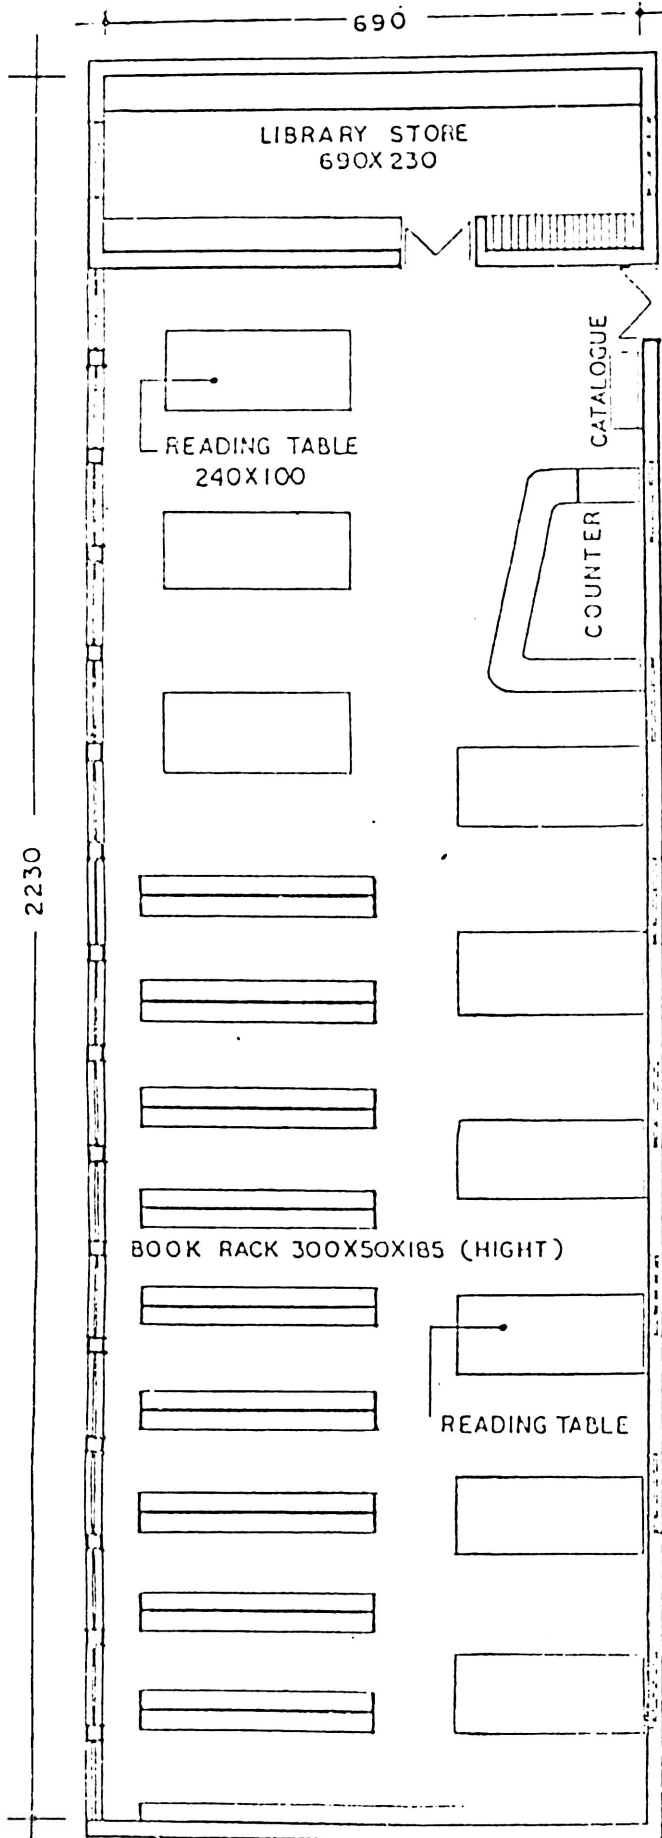 690
LIBRARY STORE
690X230
CATALOGUE
READING TABLE
240X100
COUNTER
2230
BOOK RACK 300X50X185 (HIGHT)
READING TABLE